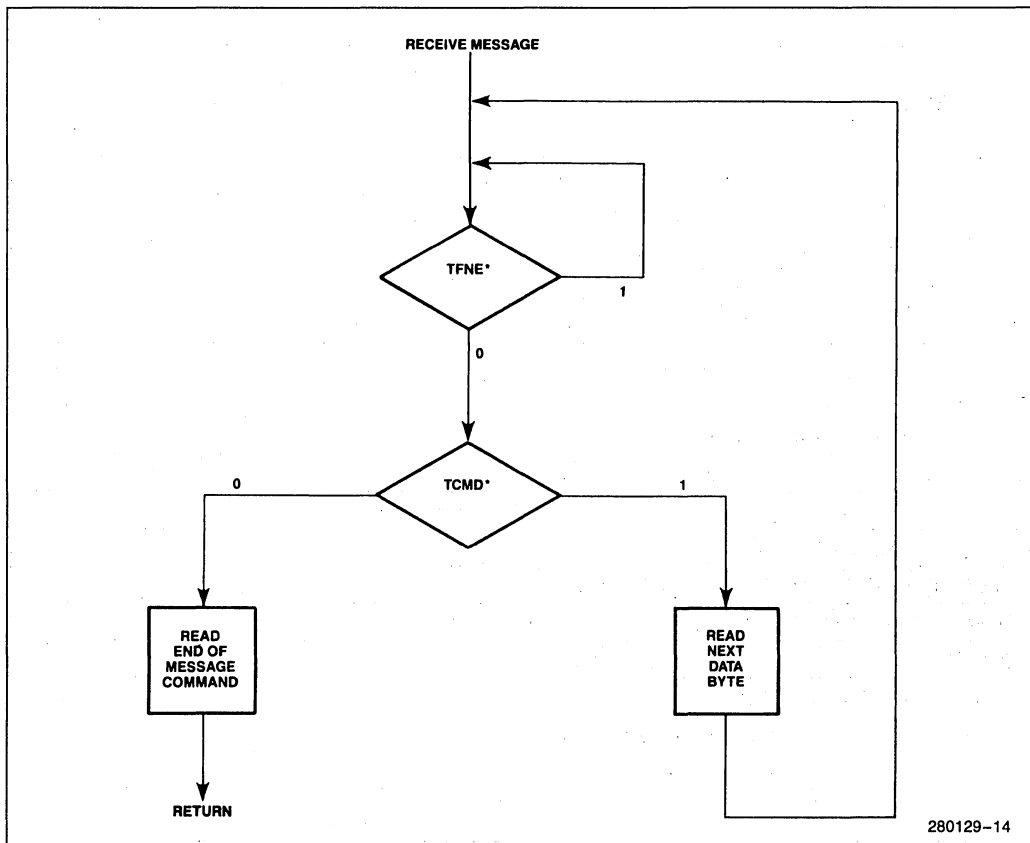 RECEIVE MESSAGE
TFNE*
1
0
TCMD*
0
1
READ
END OF
MESSAGE
COMMAND
READ
NEXT
DATA
BYTE
RETURN
280129-14